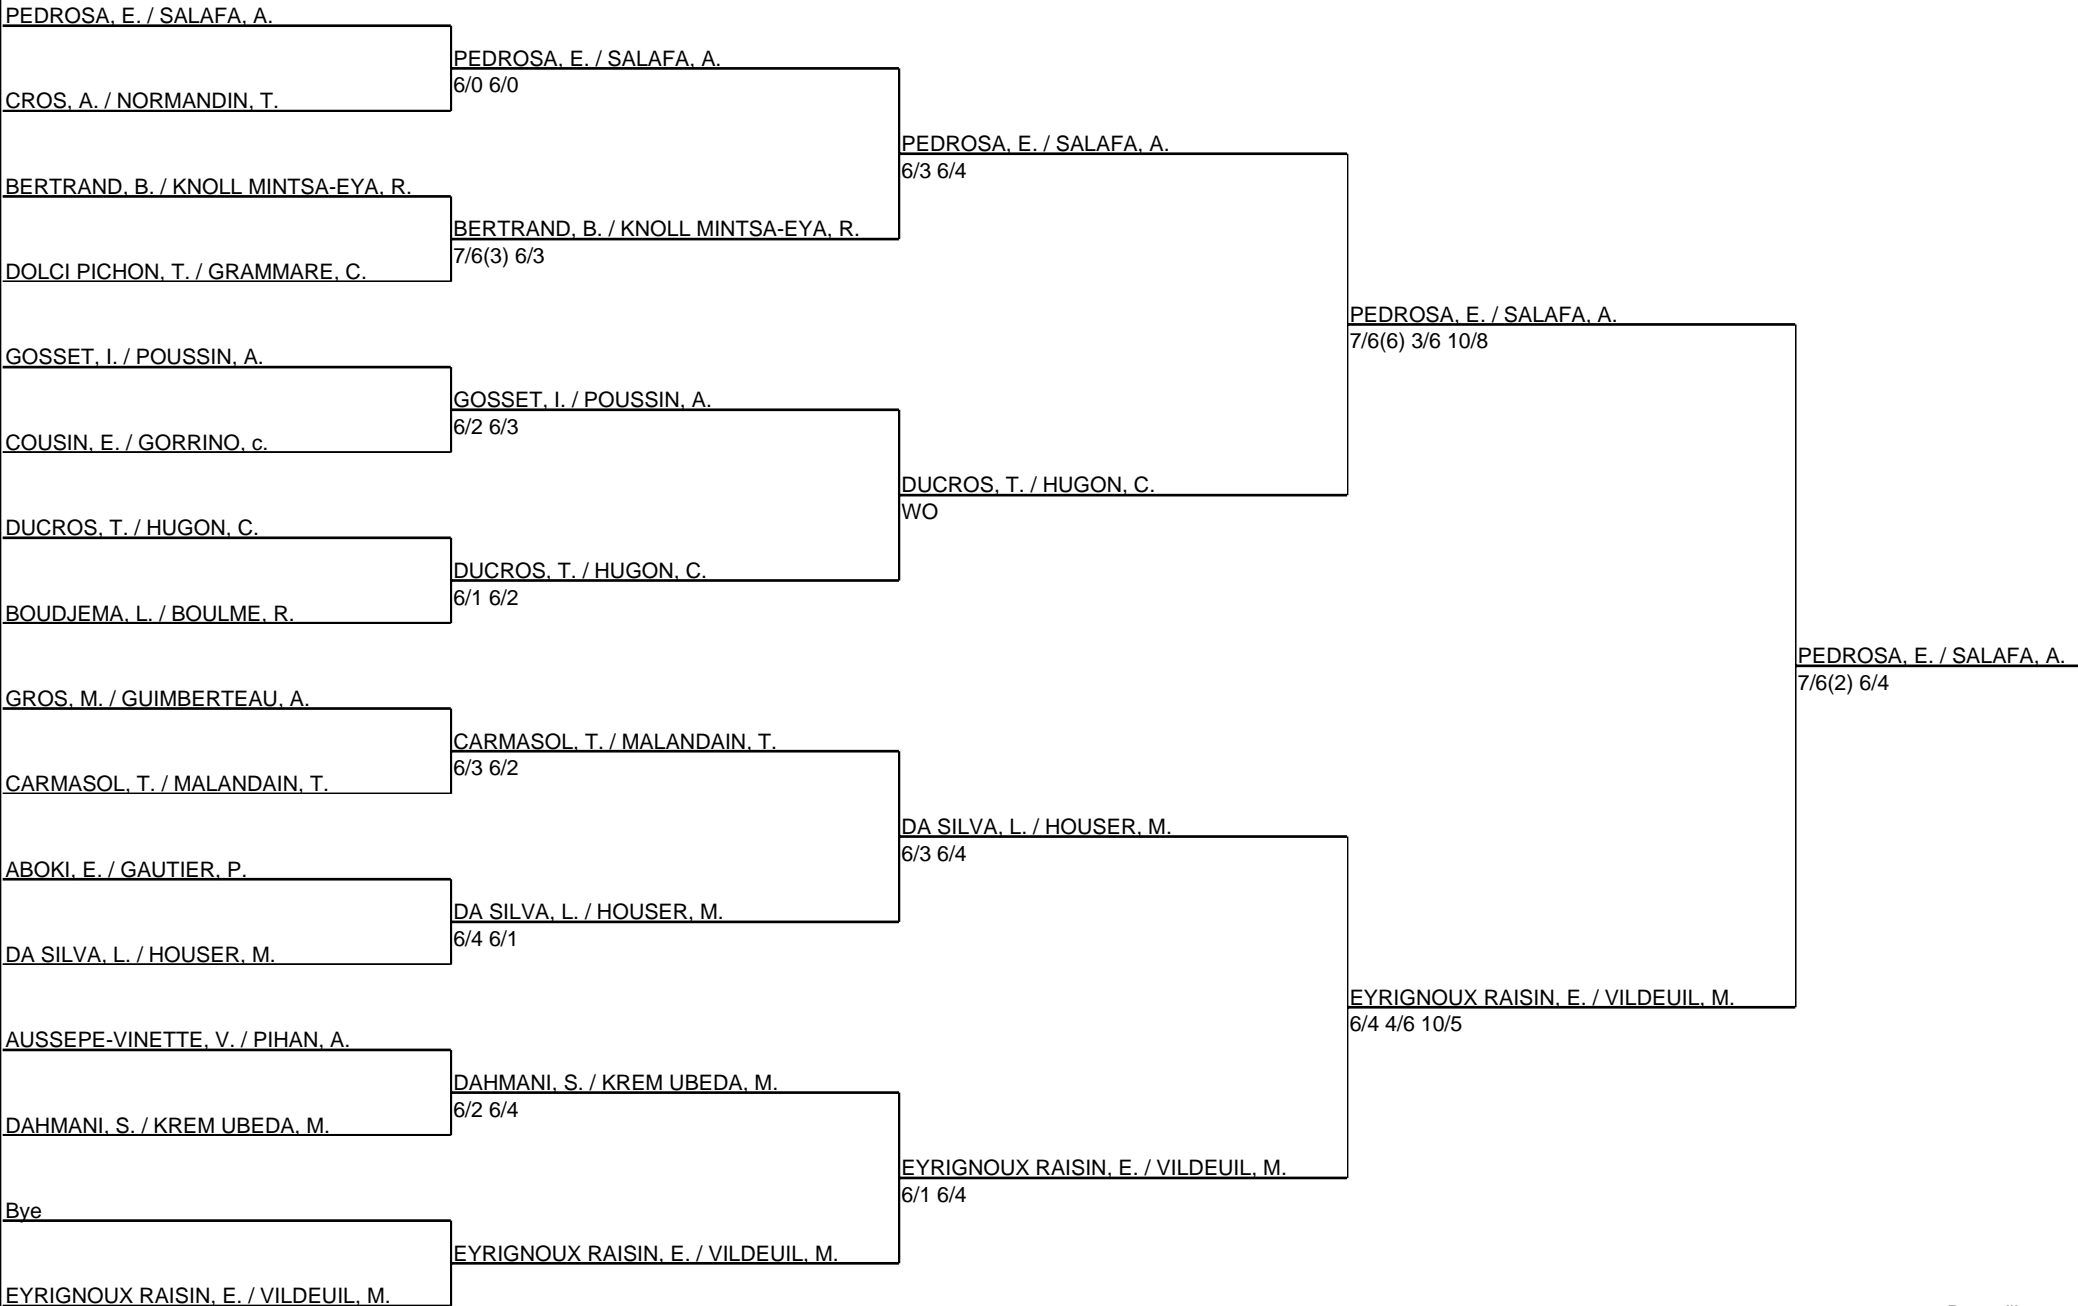 PEDROSA, E. / SALAFA, A.
CROS, A. / NORMANDIN, T.
BERTRAND, B. / KNOLL MINTSA-EYA, R.
DOLCI PICHON, T. / GRAMMARE, C.
GOSSET, I. / POUSSIN, A.
COUSIN, E. / GORRINO, c.
DUCROS, T. / HUGON, C.
BOUDJEMA, L. / BOULME, R.
GROS, M. / GUIMBERTEAU, A.
CARMASOL, T. / MALANDAIN, T.
ABOKI, E. / GAUTIER, P.
DA SILVA, L. / HOUSER, M.
AUSSEPE-VINETTE, V. / PIHAN, A.
DAHMANI, S. / KREM UBEDA, M.
Bye
EYRIGNOUX RAISIN, E. / VILDEUIL, M.
PEDROSA, E. / SALAFA, A.
6/0 6/0
BERTRAND, B. / KNOLL MINTSA-EYA, R.
7/6(3) 6/3
GOSSET, I. / POUSSIN, A.
6/2 6/3
DUCROS, T. / HUGON, C.
6/1 6/2
CARMASOL, T. / MALANDAIN, T.
6/3 6/2
DA SILVA, L. / HOUSER, M.
6/4 6/1
DAHMANI, S. / KREM UBEDA, M.
6/2 6/4
EYRIGNOUX RAISIN, E. / VILDEUIL, M.
PEDROSA, E. / SALAFA, A.
6/3 6/4
DUCROS, T. / HUGON, C.
WO
DA SILVA, L. / HOUSER, M.
6/3 6/4
EYRIGNOUX RAISIN, E. / VILDEUIL, M.
6/1 6/4
PEDROSA, E. / SALAFA, A.
7/6(6) 3/6 10/8
EYRIGNOUX RAISIN, E. / VILDEUIL, M.
6/4 4/6 10/5
PEDROSA, E. / SALAFA, A.
7/6(2) 6/4